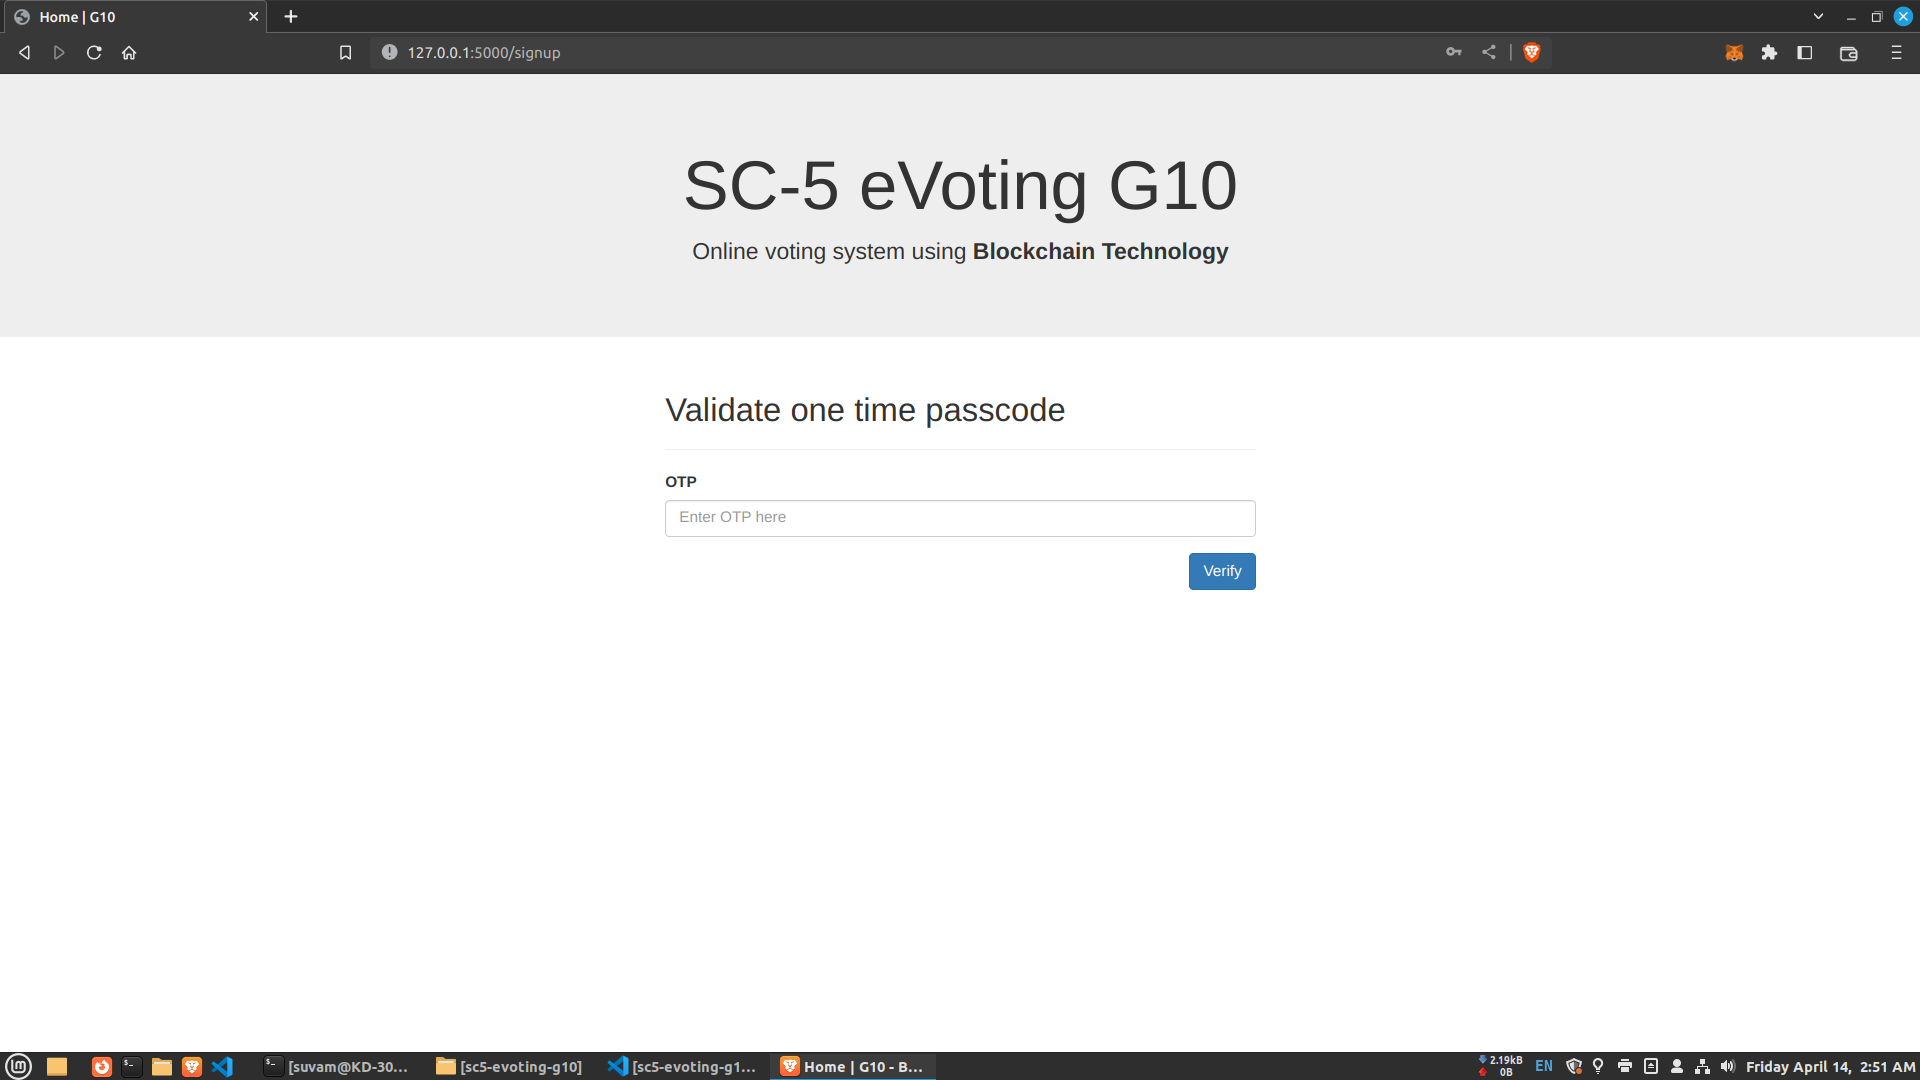 Home | G10
127.0.0.1:5000/signup
SC-5 eVoting G10
Online voting system using Blockchain Technology
Validate one time passcode
OTP
Enter OTP here
Verify
[suvam@KD-30...
[sc5-evoting-g10]
[sc5-evoting-g1...
Home | G10 - B...
2.19kB
0B
EN
Friday April 14, 2:51 AM